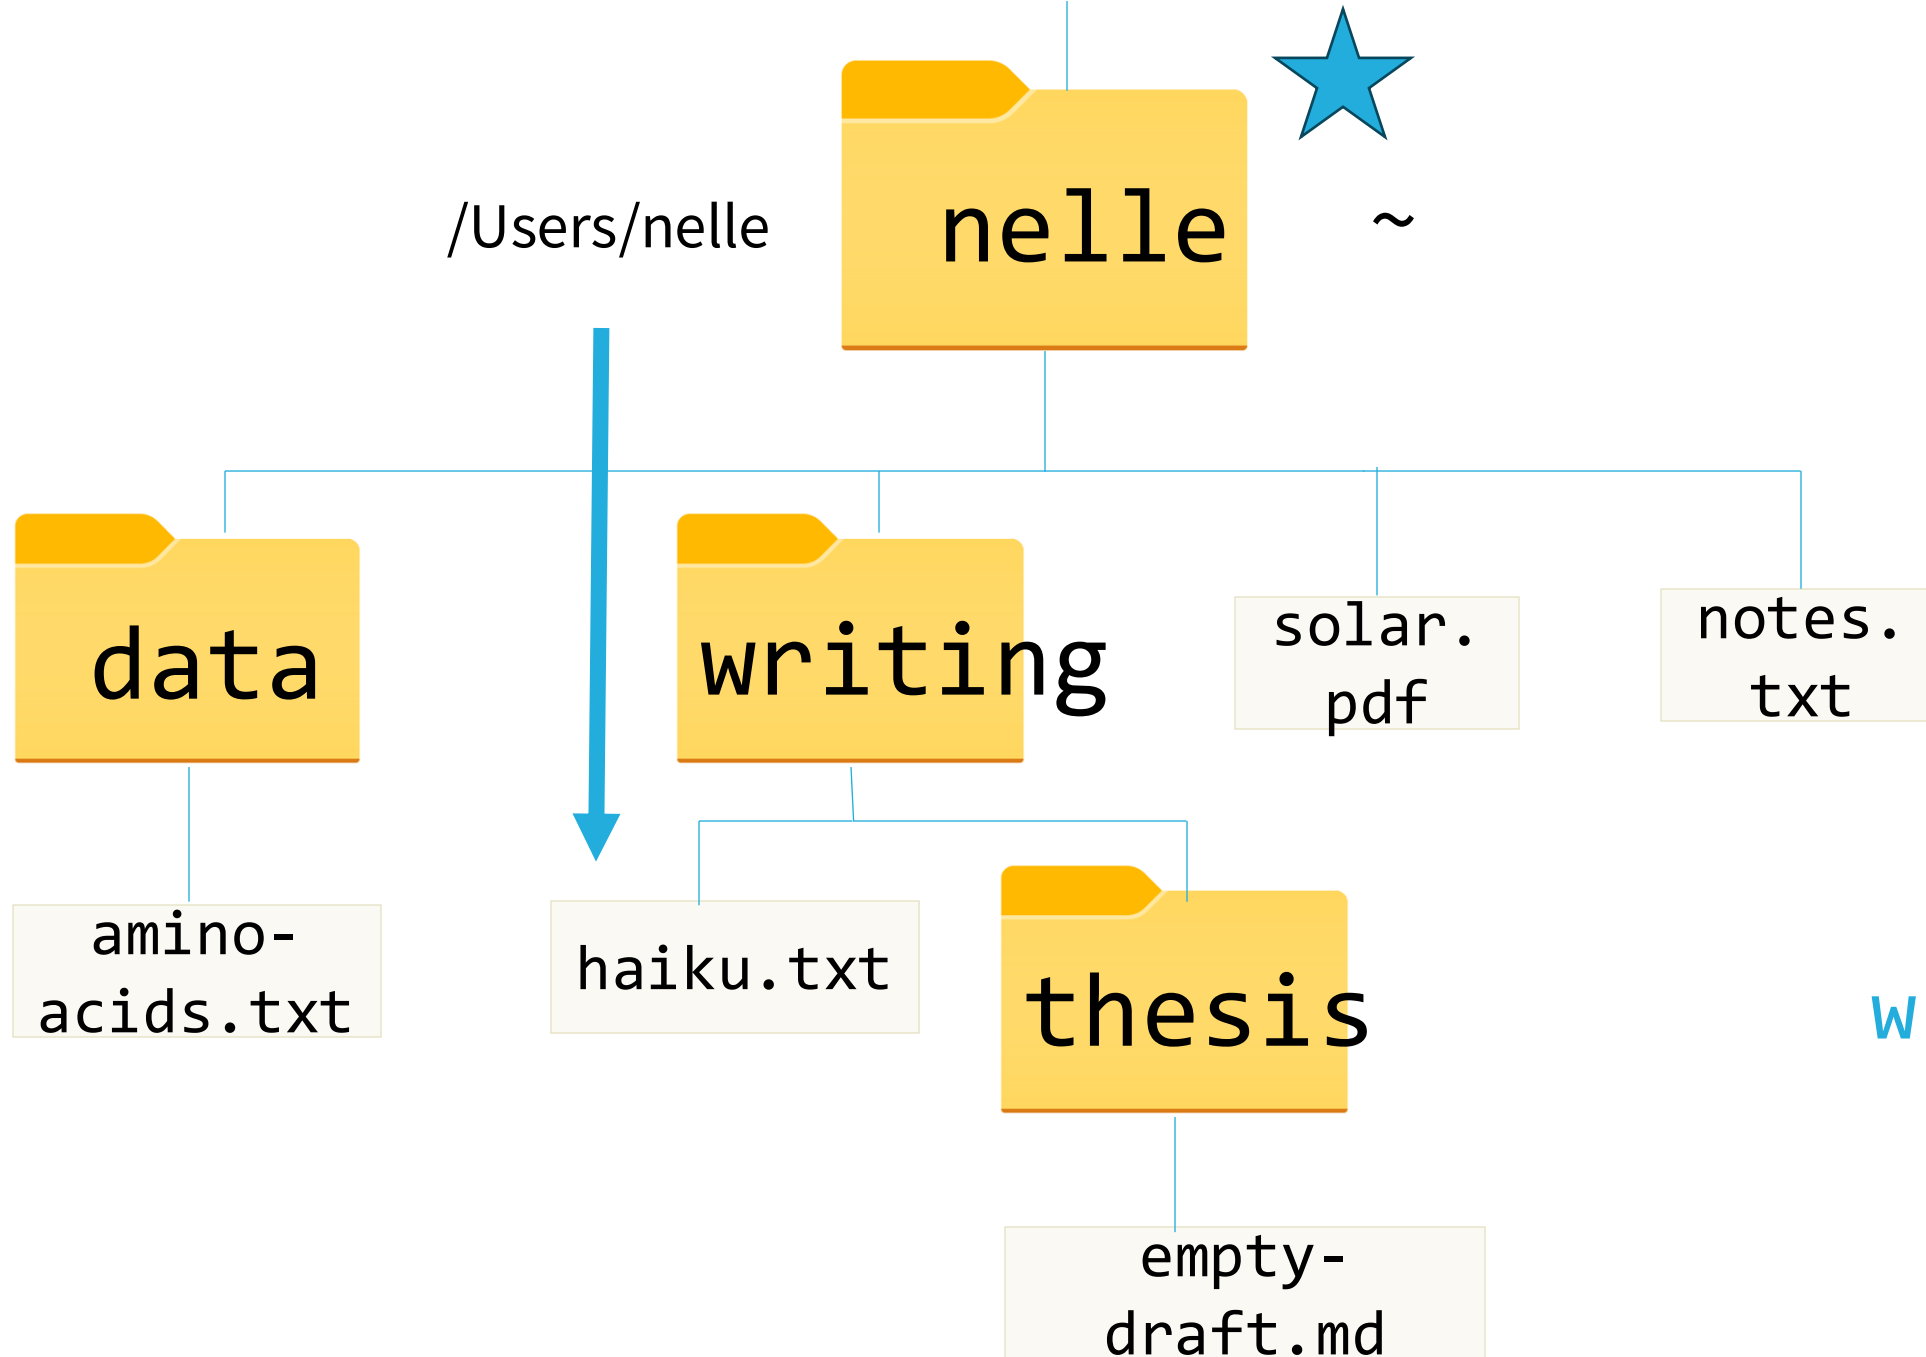 /Users/nelle
nelle
~
data
writing
solar.
pdf
notes.
txt
amino-
acids.txt
haiku.txt
thesis
w
empty-
draft.md